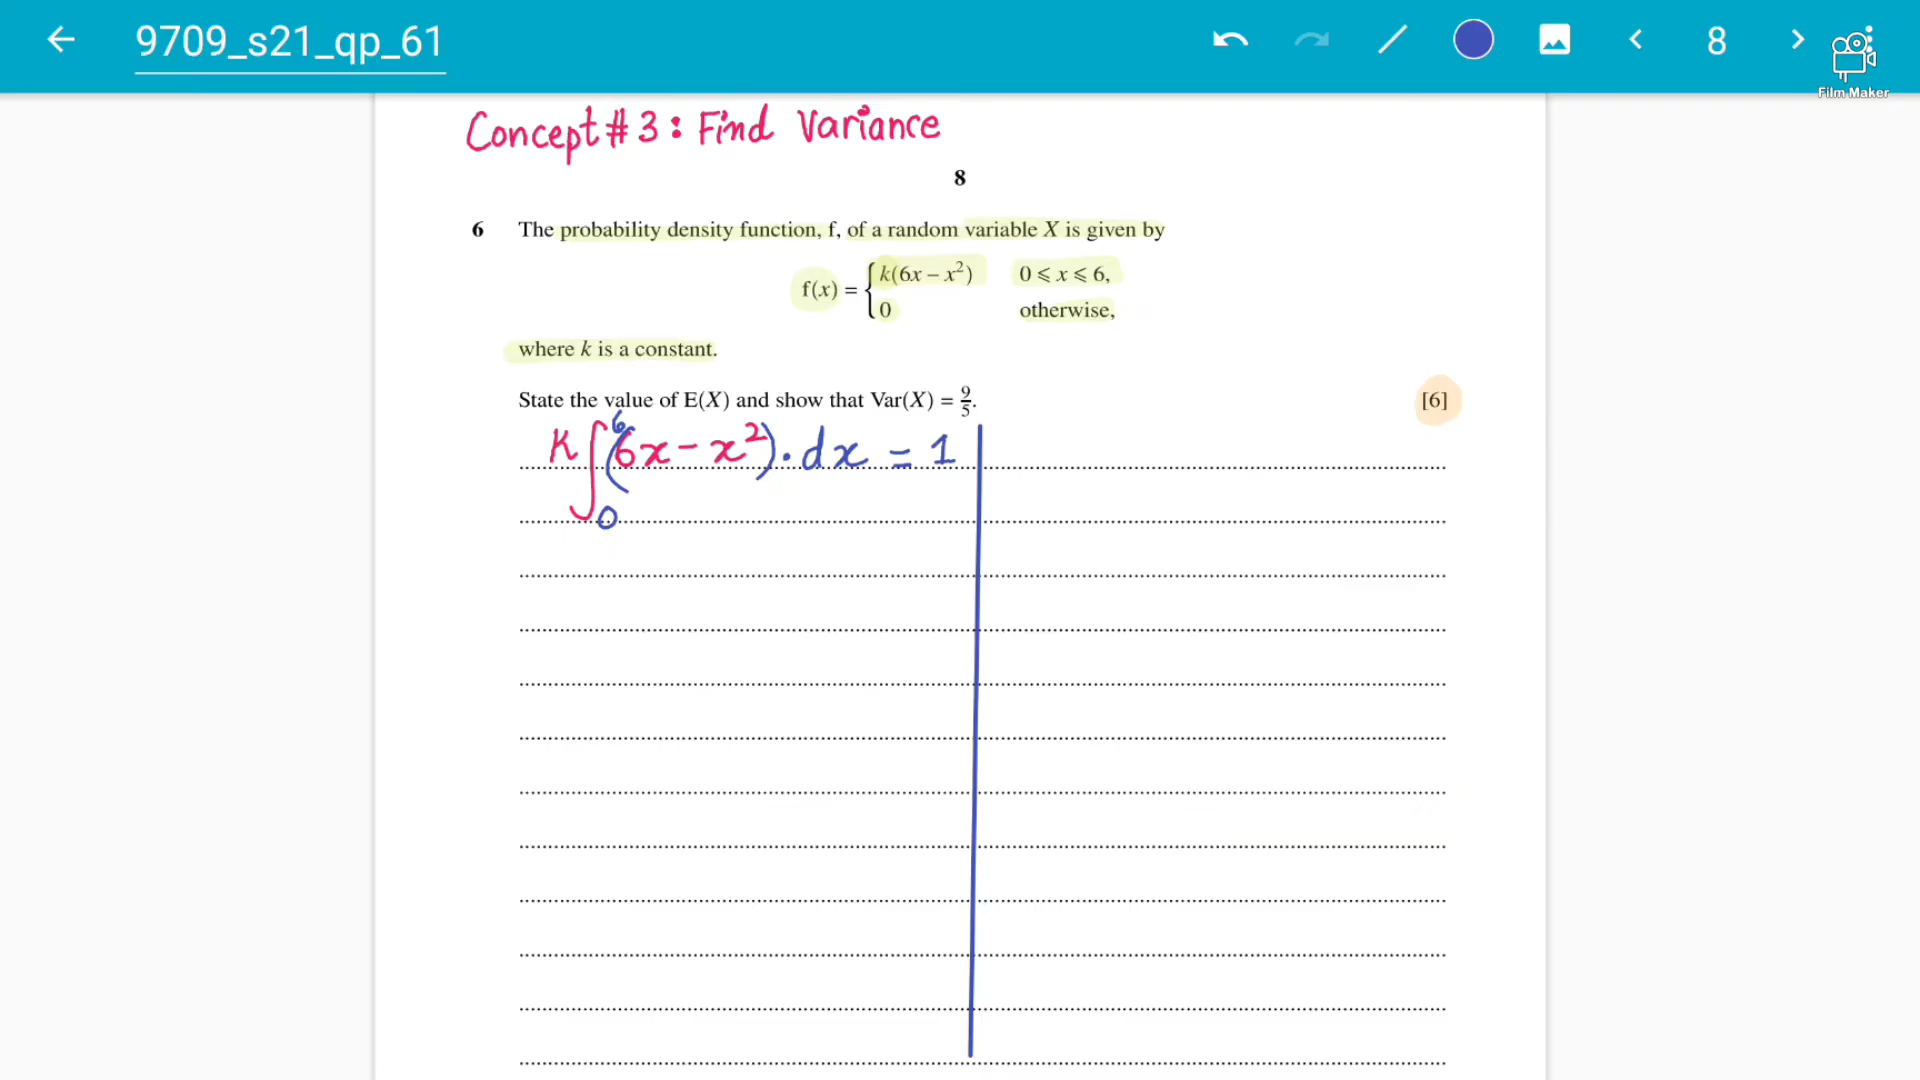 9709_s21_qp_61
8
Film Maker
Concept #3: Find Variance
8
6 The probability density function, f, of a random variable X is given by
f(x) = { k(6x – x²) 0 ⩽ x ⩽ 6,
0 otherwise,
where k is a constant.
State the value of E(X) and show that Var(X) = 9/5. [6]
K∫₀⁶(6x - x²).dx = 1